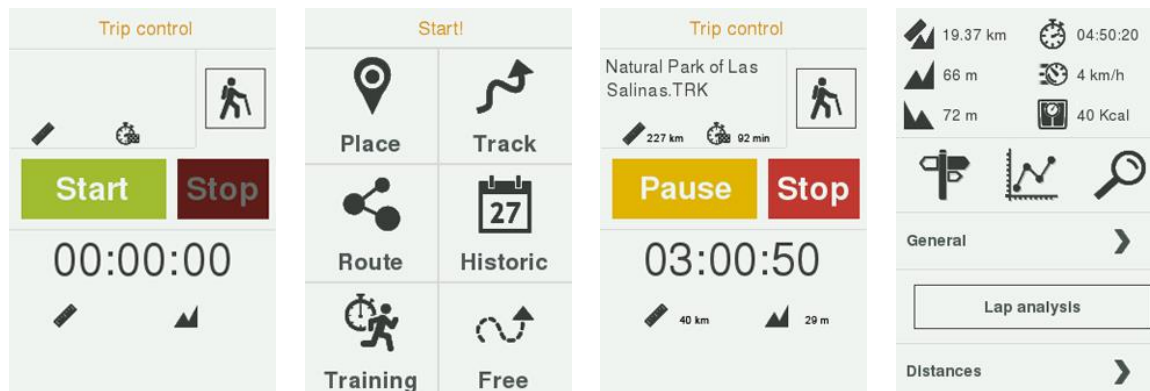 Trip control
Start Stop
00:00:00
Start!
Place Track
Route 27 Historic
Training Free
Trip control
Natural Park of Las
Salinas.TRK
227 km 92 min
Pause Stop
03:00:50
40 km 29 m
19.37 km 04:50:20
66 m 4 km/h
72 m 40 Kcal
General
Lap analysis
Distances